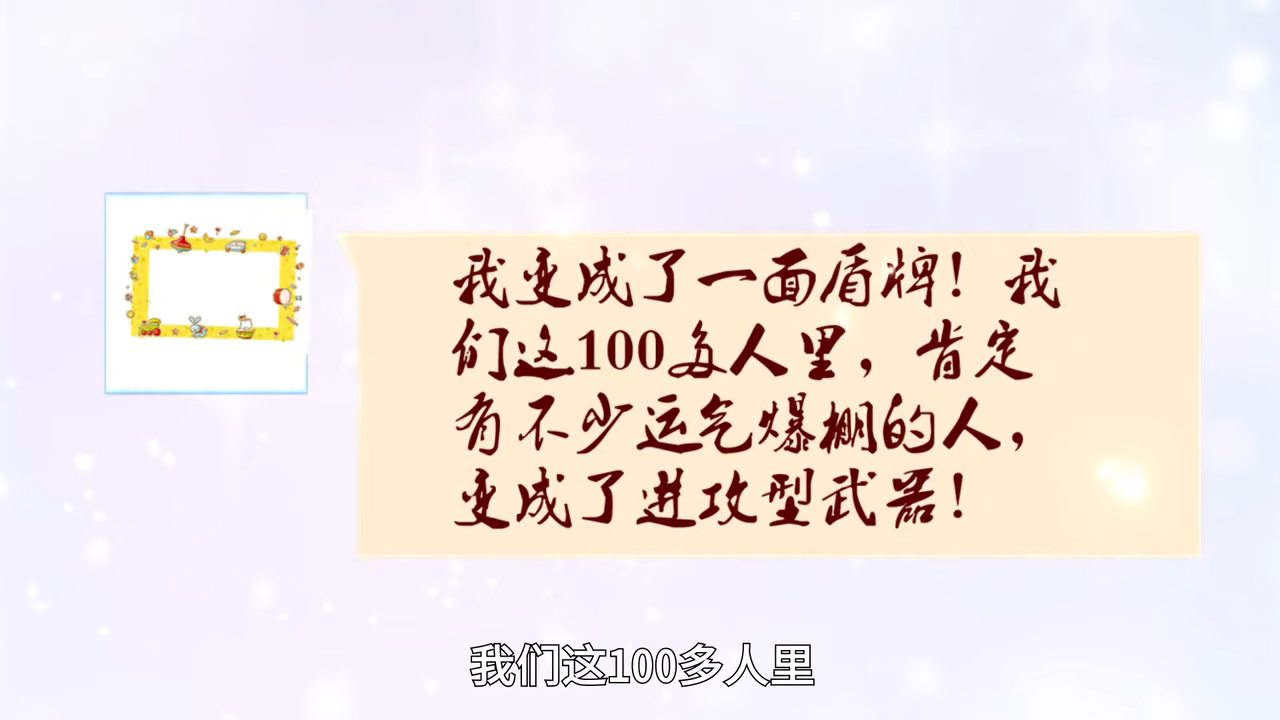 我变成了一面盾牌！我
们这100多人里，肯定
有不少运气爆棚的人，
变成了进攻型武器！
我们这100多人里